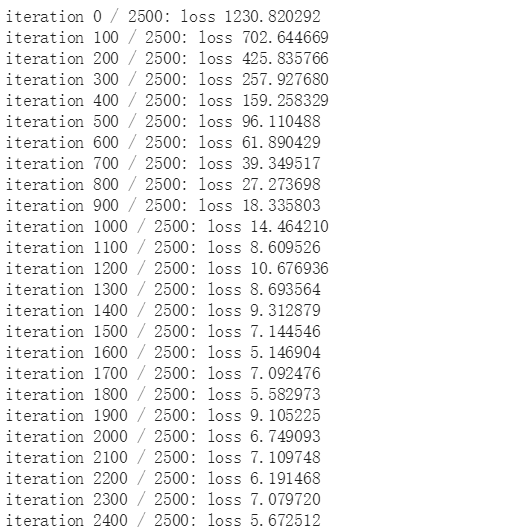 iteration 0 / 2500: loss 1230.820292
iteration 100 / 2500: loss 702.644669
iteration 200 / 2500: loss 425.835766
iteration 300 / 2500: loss 257.927680
iteration 400 / 2500: loss 159.258329
iteration 500 / 2500: loss 96.110488
iteration 600 / 2500: loss 61.890429
iteration 700 / 2500: loss 39.349517
iteration 800 / 2500: loss 27.273698
iteration 900 / 2500: loss 18.335803
iteration 1000 / 2500: loss 14.464210
iteration 1100 / 2500: loss 8.609526
iteration 1200 / 2500: loss 10.676936
iteration 1300 / 2500: loss 8.693564
iteration 1400 / 2500: loss 9.312879
iteration 1500 / 2500: loss 7.144546
iteration 1600 / 2500: loss 5.146904
iteration 1700 / 2500: loss 7.092476
iteration 1800 / 2500: loss 5.582973
iteration 1900 / 2500: loss 9.105225
iteration 2000 / 2500: loss 6.749093
iteration 2100 / 2500: loss 7.109748
iteration 2200 / 2500: loss 6.191468
iteration 2300 / 2500: loss 7.079720
iteration 2400 / 2500: loss 5.672512